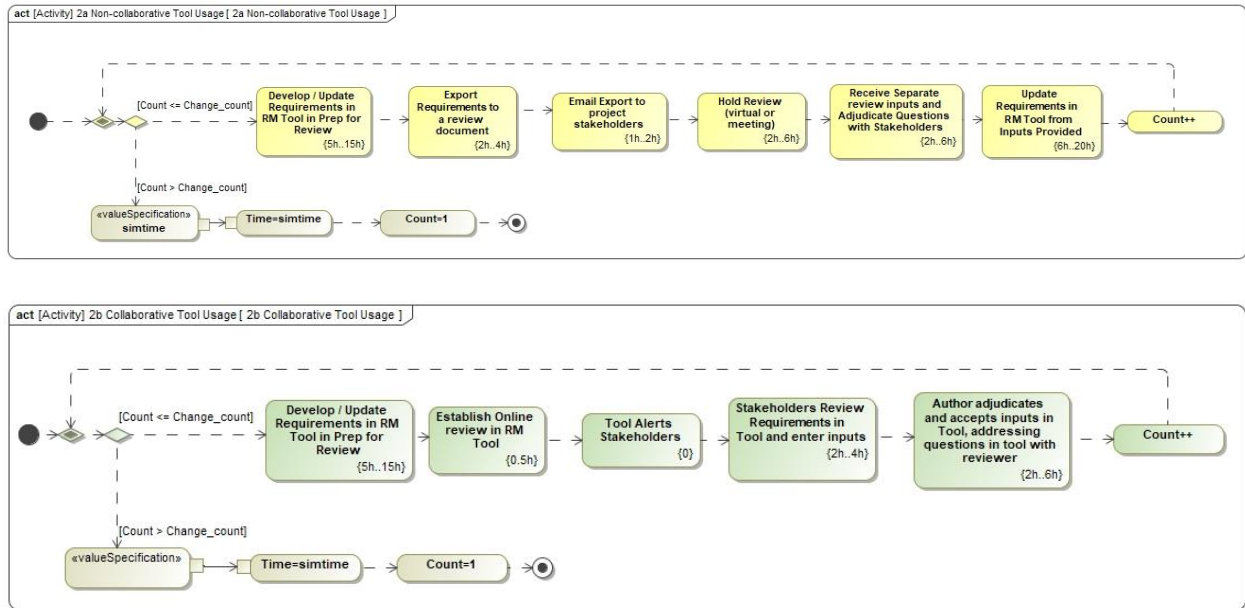 act [Activity] 2a Non-collaborative Tool Usage [ 2a Non-collaborative Tool Usage ]
[Count <= Change_count]
Develop / Update
Requirements in
RM Tool in Prep for
Review
{5h..15h}
Export
Requirements to
a review
document
{2h..4h}
Email Export to
project
stakeholders
{1h..2h}
Hold Review
(virtual or
meeting)
{2h..6h}
Receive Separate
review inputs and
Adjudicate Questions
with Stakeholders
{2h..6h}
Update
Requirements in
RM Tool from
Inputs Provided
{6h..20h}
Count++
[Count > Change_count]
«valueSpecification»
simtime
Time=simtime
Count=1
act [Activity] 2b Collaborative Tool Usage [ 2b Collaborative Tool Usage ]
[Count <= Change_count]
Develop / Update
Requirements in RM
Tool in Prep for
Review
{5h..15h}
Establish Online
review in RM
Tool
{0.5h}
Tool Alerts
Stakeholders
{0}
Stakeholders Review
Requirements in
Tool and enter inputs
{2h..4h}
Author adjudicates
and accepts inputs in
Tool, addressing
questions in tool with
reviewer
{2h..6h}
Count++
[Count > Change_count]
«valueSpecification»
Time=simtime
Count=1